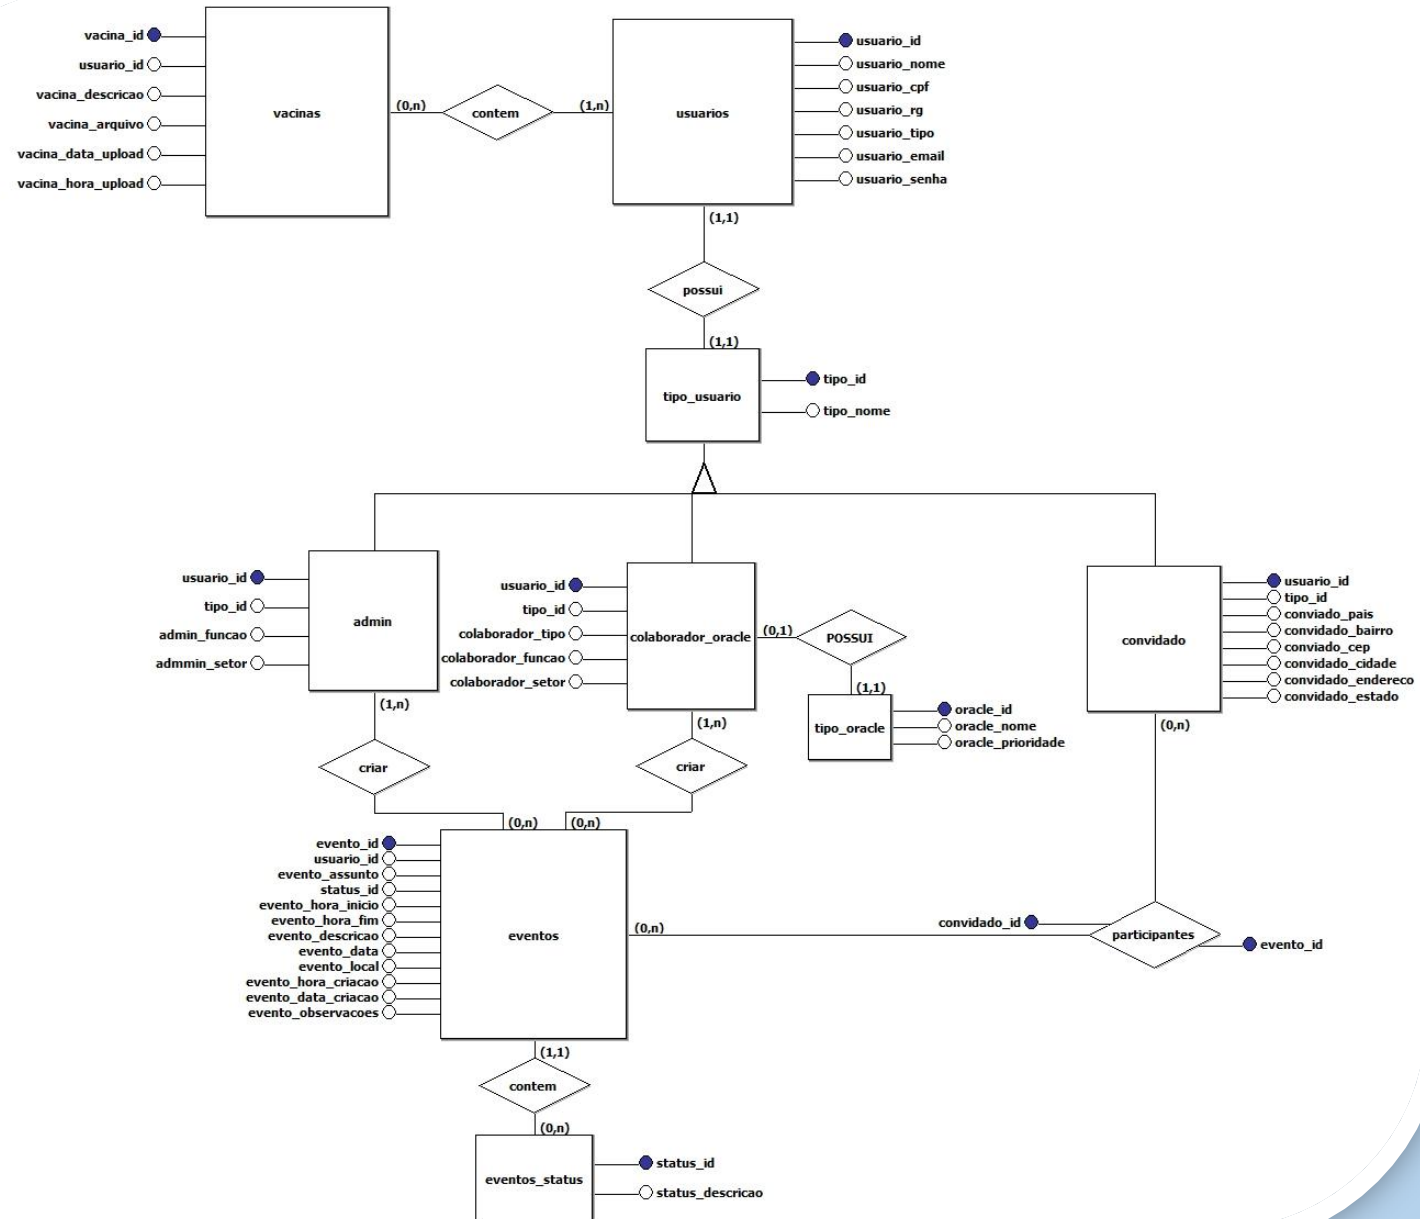 vacina_id
usuario_id
vacina_descricao
vacina_arquivo
vacina_data_upload
vacina_hora_upload
vacinas
(0,n)
contem
(1,n)
usuarios
usuario_id
usuario_nome
usuario_cpf
usuario_rg
usuario_tipo
usuario_email
usuario_senha
(1,1)
possui
(1,1)
tipo_usuario
tipo_id
tipo_nome
usuario_id
tipo_id
admin_funcao
admmin_setor
admin
(1,n)
criar
usuario_id
tipo_id
colaborador_tipo
colaborador_funcao
colaborador_setor
colaborador_oracle
(0,1)
POSSUI
(1,1)
tipo_oracle
oracle_id
oracle_nome
oracle_prioridade
(1,n)
criar
convidado
usuario_id
tipo_id
conviado_pais
convidado_bairro
conviado_cep
convidado_cidade
convidado_endereco
convidado_estado
(0,n)
(0,n)
(0,n)
evento_id
usuario_id
evento_assunto
status_id
evento_hora_inicio
evento_hora_fim
evento_descricao
evento_data
evento_local
evento_hora_criacao
evento_data_criacao
evento_observacoes
eventos
(0,n)
convidado_id
participantes
evento_id
(1,1)
contem
(0,n)
eventos_status
status_id
status_descricao